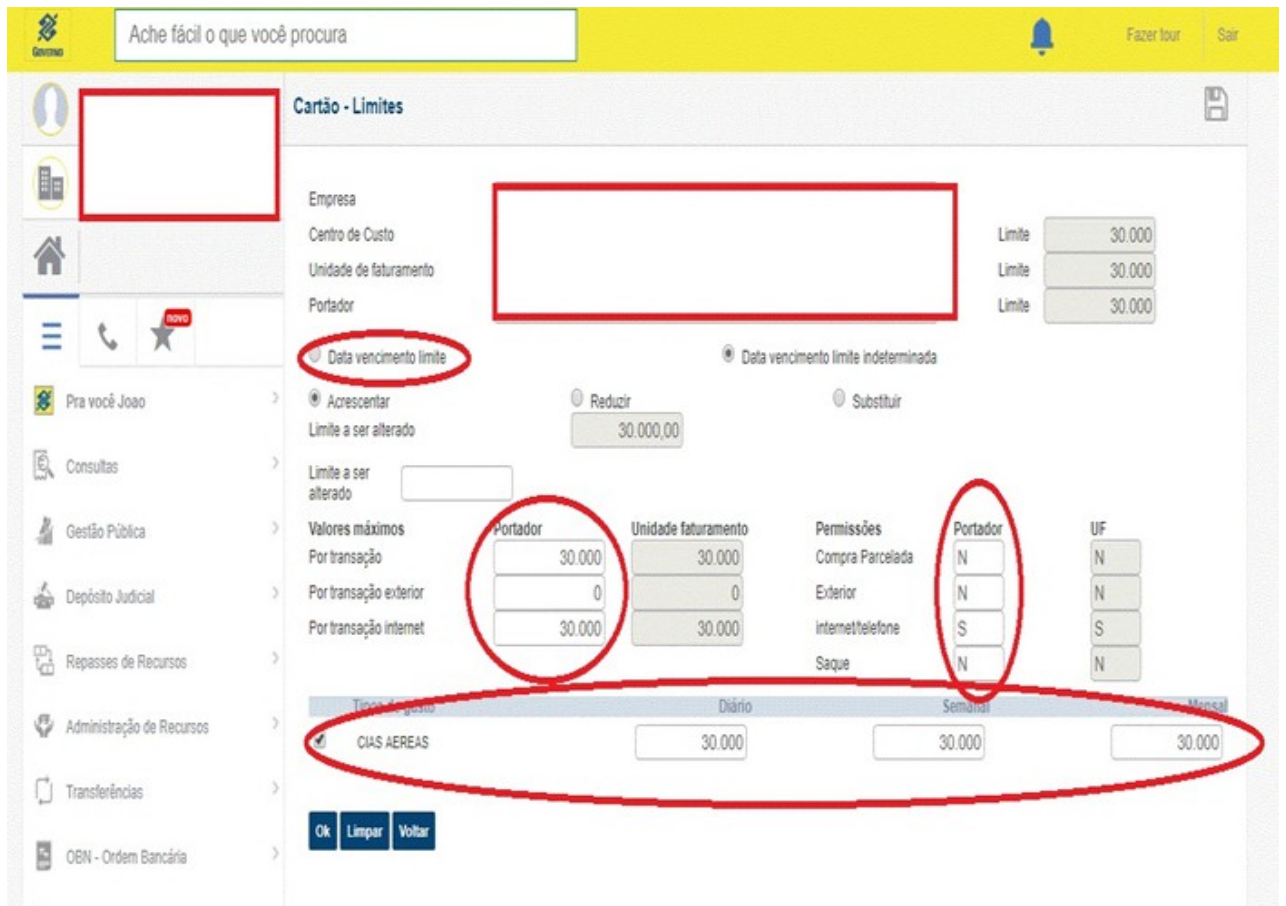 GOVERNO Ache fácil o que você procura Fazer tour Sair
Cartão - Limites
Empresa
Centro de Custo Limite 30.000
Unidade de faturamento Limite 30.000
Portador Limite 30.000
novo
Data vencimento limite Data vencimento limite indeterminada
Pra você Joao Acrescentar Reduzir Substituir
Limite a ser alterado 30.000,00
Consultas
Limite a ser
alterado
Gestão Pública
Valores máximos Portador Unidade faturamento Permissões Portador UF
Por transação 30.000 30.000 Compra Parcelada N N
Depósito Judicial
Por transação exterior 0 0 Exterior N N
Por transação internet 30.000 30.000 internet/telefone S S
Repasses de Recursos
Saque N N
Tipos de gasto Diário Semanal Mensal
Administração de Recursos
CIAS AEREAS 30.000 30.000 30.000
Transferências
Ok Limpar Voltar
OBN - Ordem Bancária